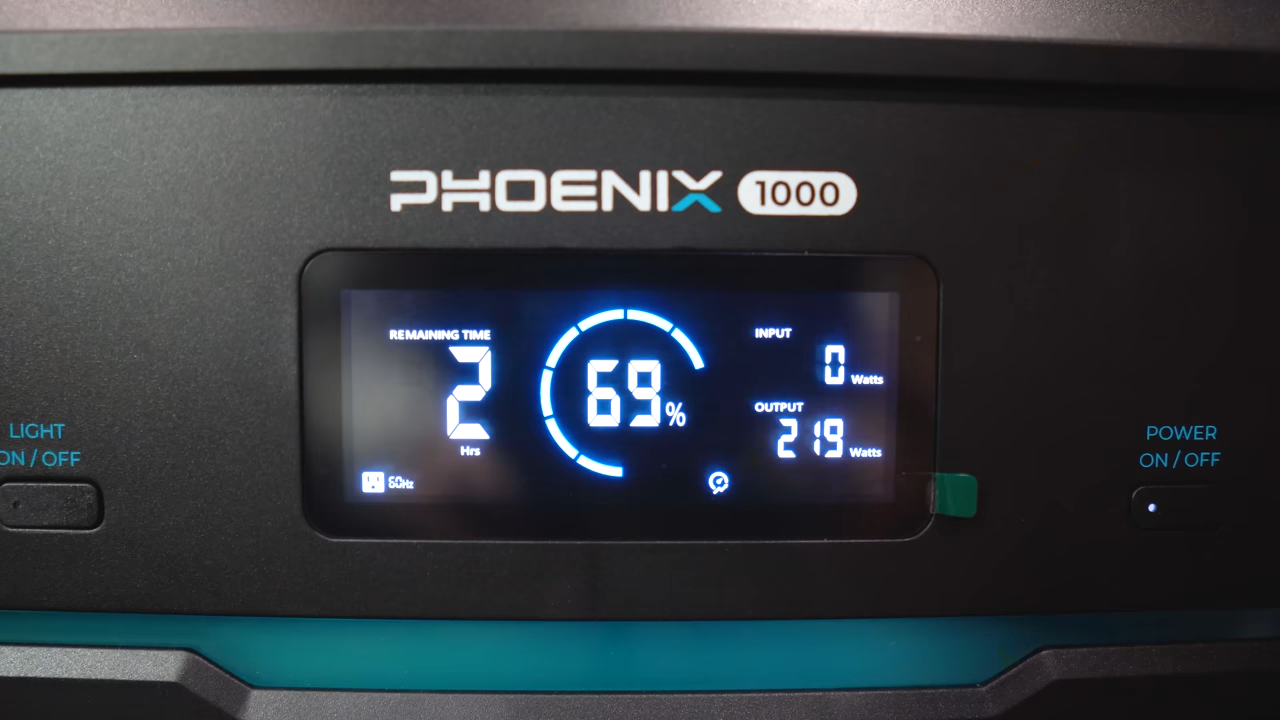 PHOENIX 1000
REMAINING TIME
2
Hrs
60Hz
69%
INPUT
0 Watts
OUTPUT
219 Watts
LIGHT
ON / OFF
POWER
ON / OFF